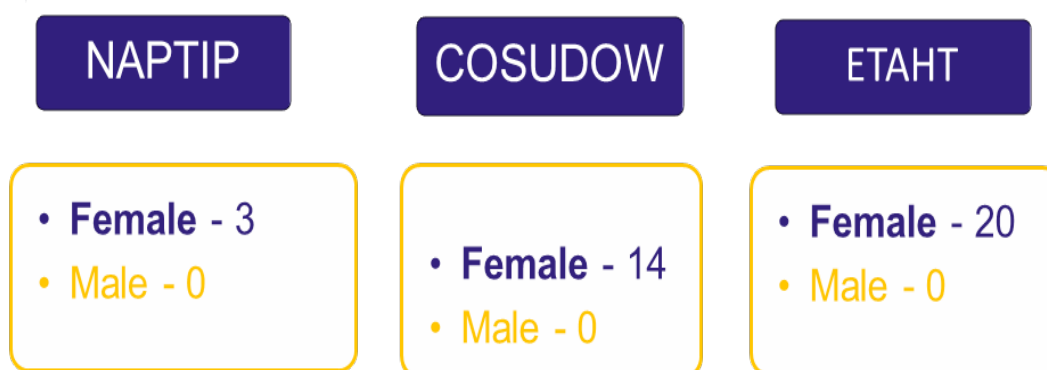 NAPTIP
• Female - 3
• Male - 0
COSUDOW
• Female - 14
• Male - 0
ETAHT
• Female - 20
• Male - 0